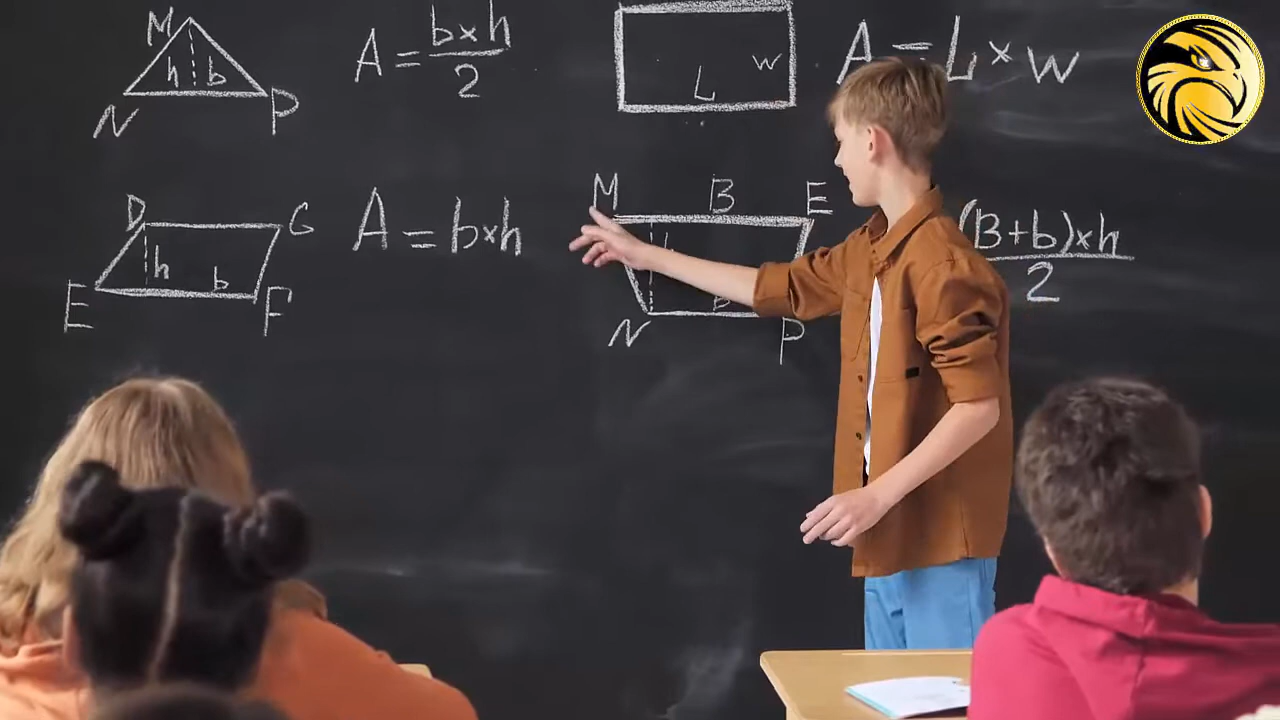 M
h b
N P
A = b×h/2
L W
A = L × W
D G
h b
E F
A = b×h
M B E
N P
(B+b)×h
2